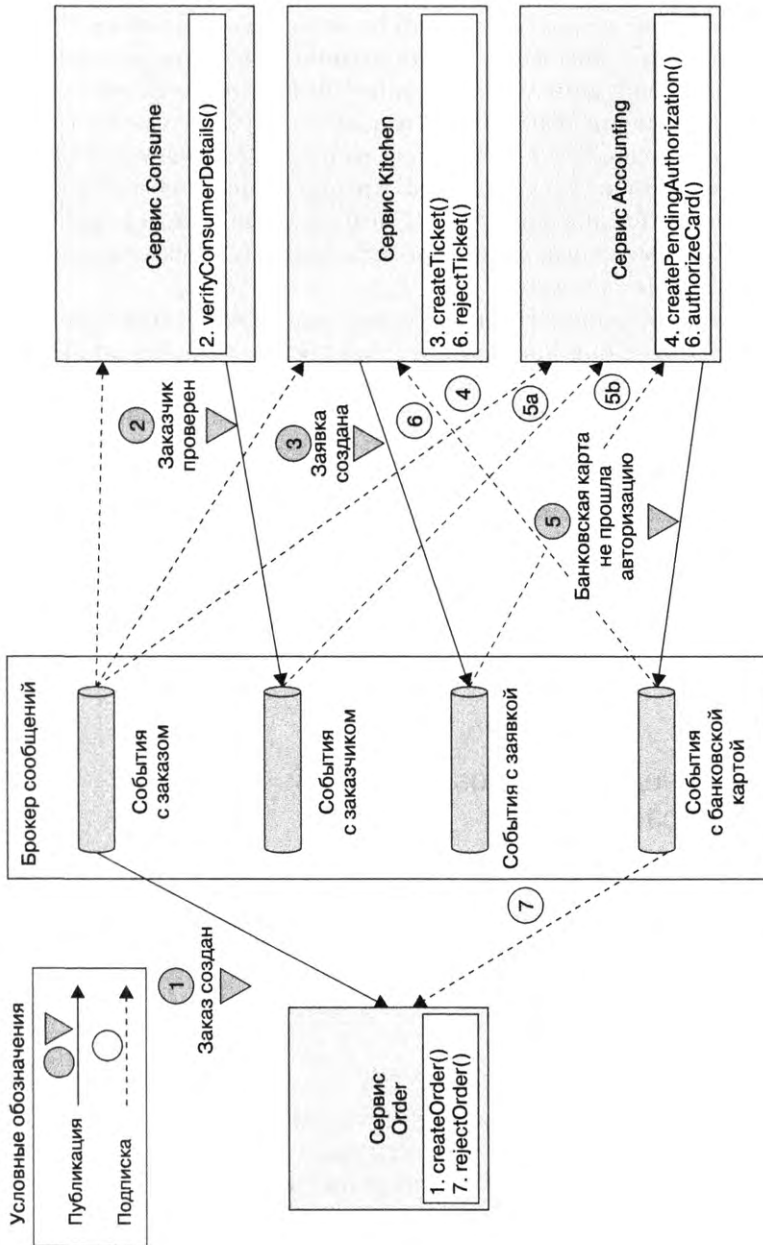 Условные обозначения
Публикация
Подписка
Сервис
Order
1. createOrder()
7. rejectOrder()
1
Заказ создан
7
Брокер сообщений
События
с заказом
События
с заказчиком
События с заявкой
События
с банковской
картой
2
Заказчик
проверен
3
Заявка
создана
6
4
5a
5b
5
Банковская карта
не прошла
авторизацию
Сервис Consume
2. verifyConsumerDetails()
Сервис Kitchen
3. createTicket()
6. rejectTicket()
Сервис Accounting
4. createPendingAuthorization()
6. authorizeCard()